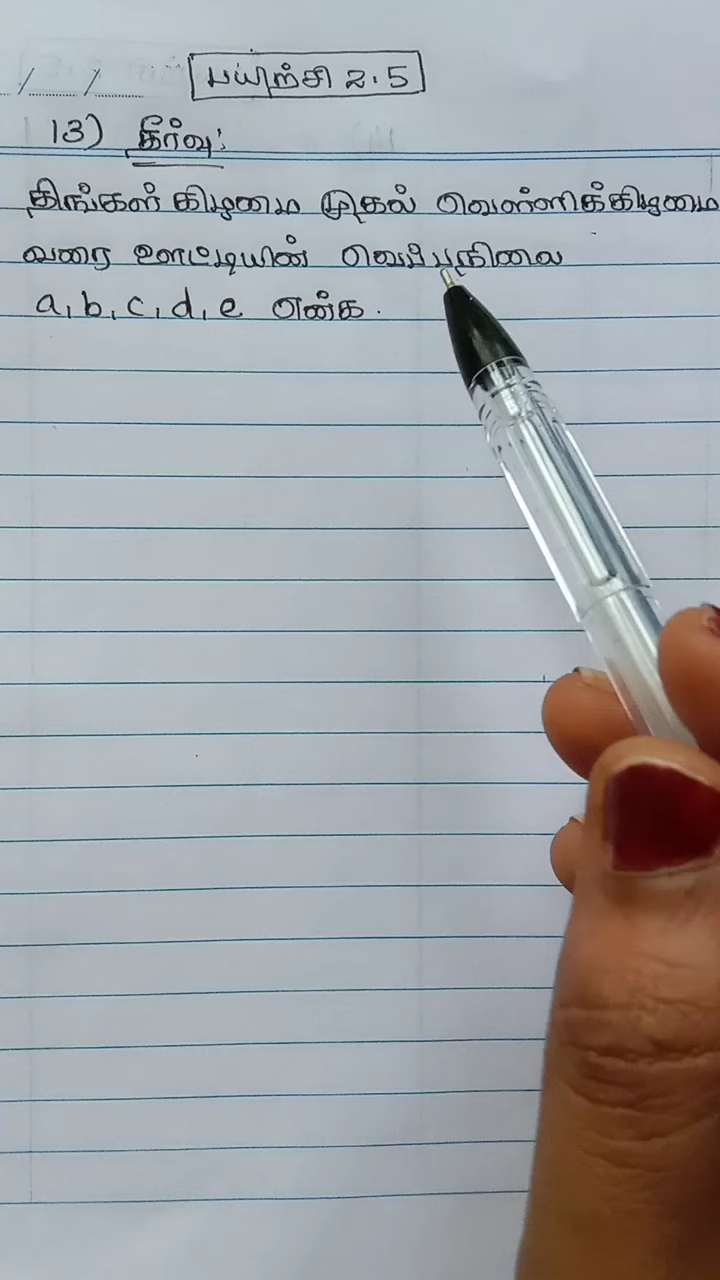 பயிற்சி 2.5
13) தீர்வு:
திங்கள் கிழமை முதல் வெள்ளிக்கிழமை
வரை ஊட்டியின் வெப்பநிலை
a, b, c, d, e என்க.